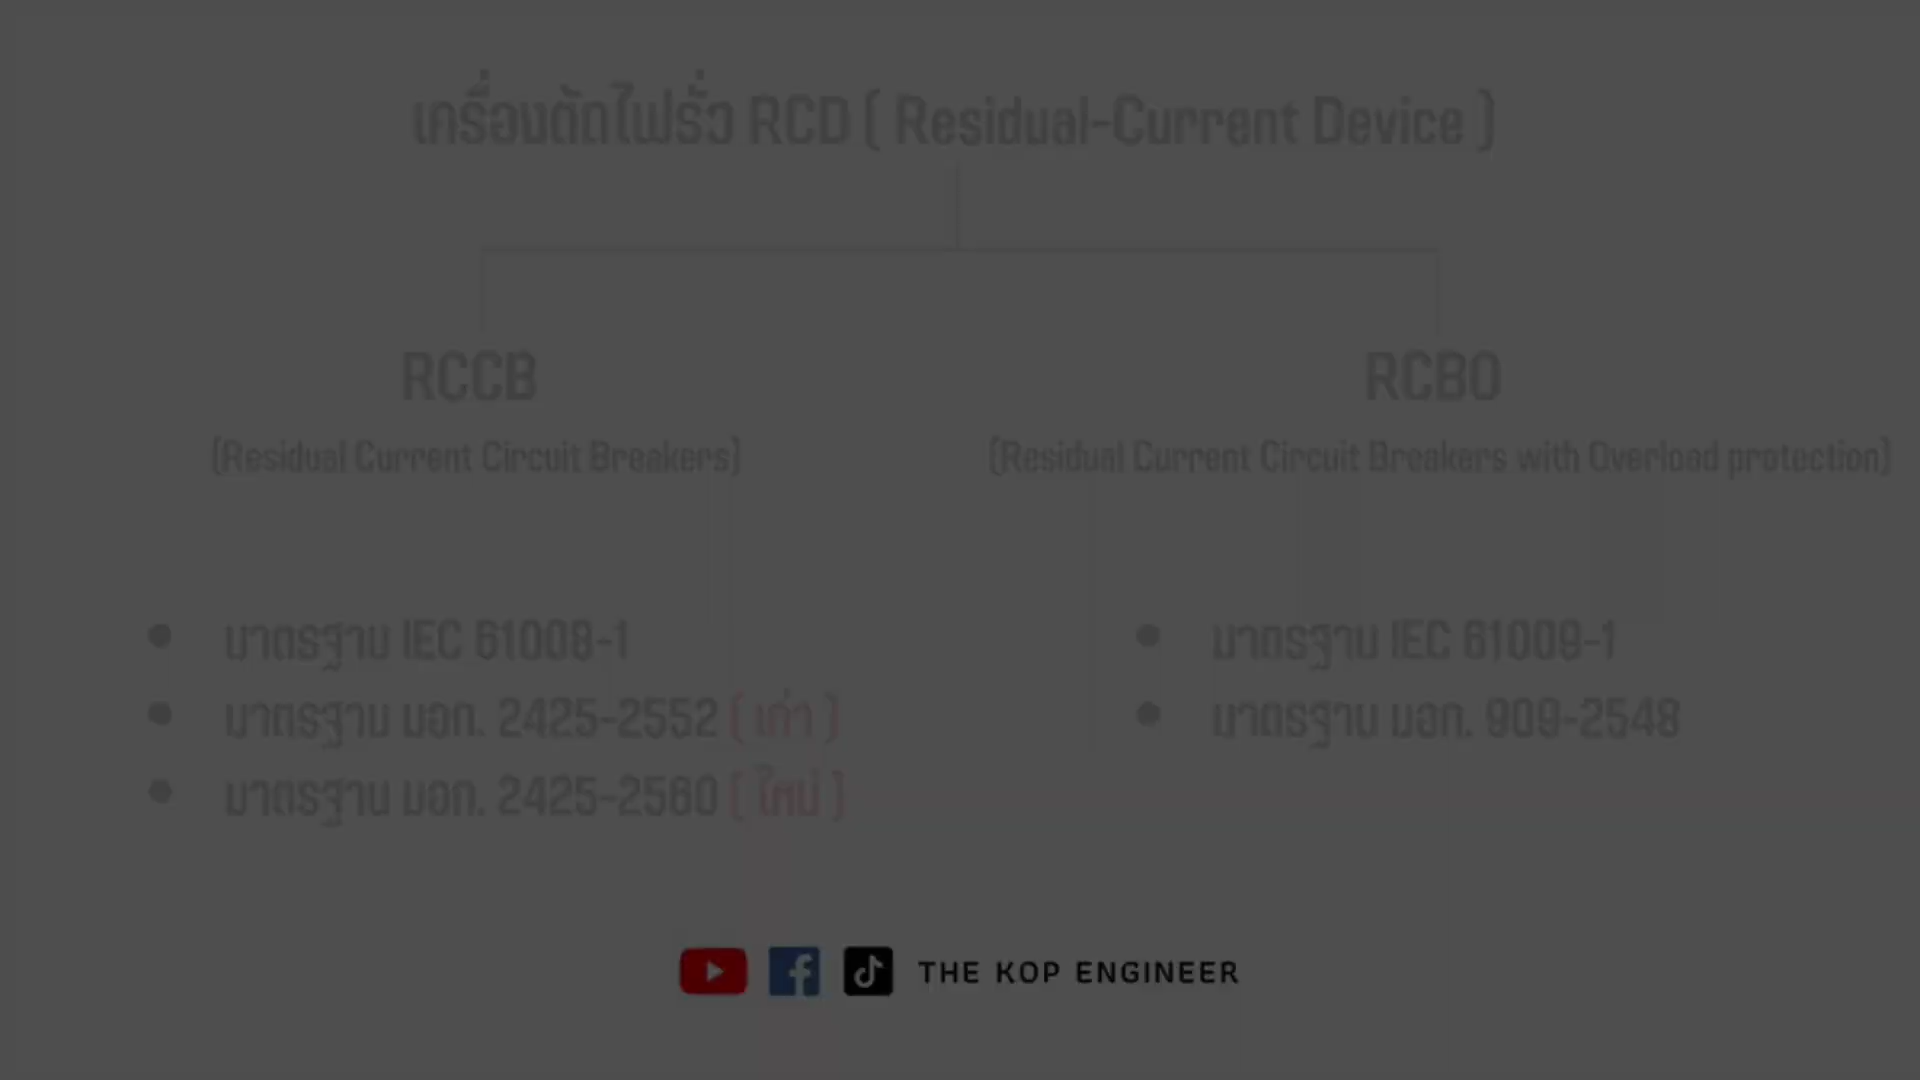 เครื่องตัดไฟรั่ว RCD ( Residual-Current Device )
RCCB
(Residual Current Circuit Breakers)
RCBO
(Residual Current Circuit Breakers with Overload protection)
มาตรฐาน IEC 61008-1
มาตรฐาน มอก. 2425-2552 ( เก่า )
มาตรฐาน มอก. 2425-2560 ( ใหม่ )
มาตรฐาน IEC 61009-1
มาตรฐาน มอก. 909-2548
THE KOP ENGINEER